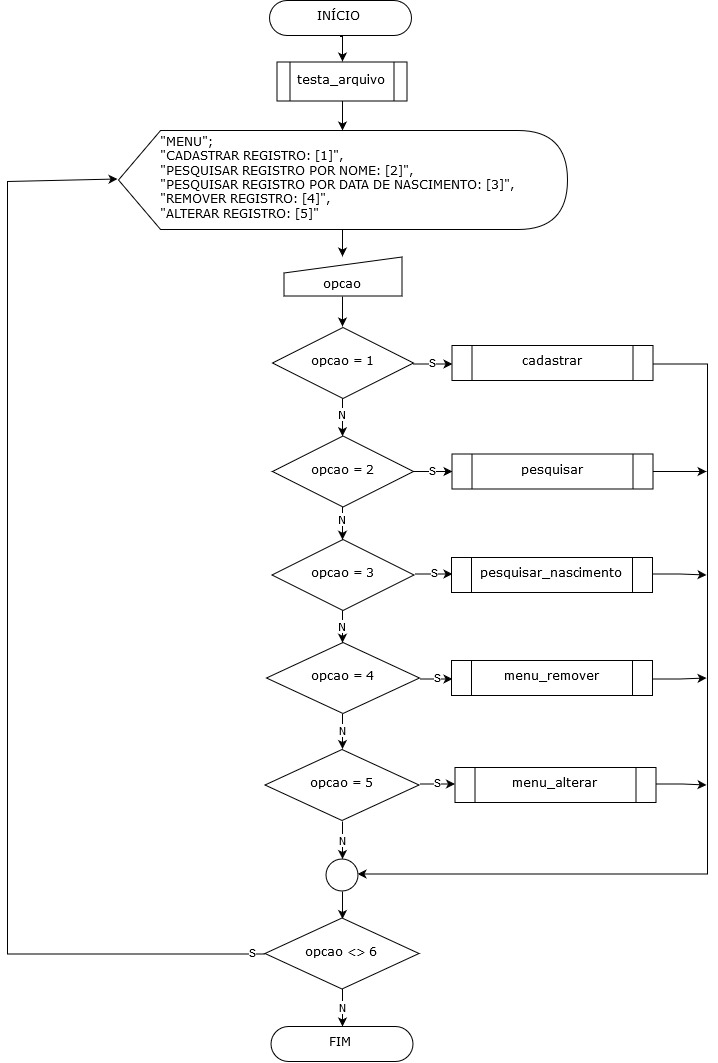 INÍCIO
testa_arquivo
"MENU";
"CADASTRAR REGISTRO: [1]",
"PESQUISAR REGISTRO POR NOME: [2]",
"PESQUISAR REGISTRO POR DATA DE NASCIMENTO: [3]",
"REMOVER REGISTRO: [4]",
"ALTERAR REGISTRO: [5]"
opcao
opcao = 1
S
cadastrar
N
opcao = 2
S
pesquisar
N
opcao = 3
S
pesquisar_nascimento
N
opcao = 4
S
menu_remover
N
opcao = 5
S
menu_alterar
N
opcao <> 6
S
N
FIM